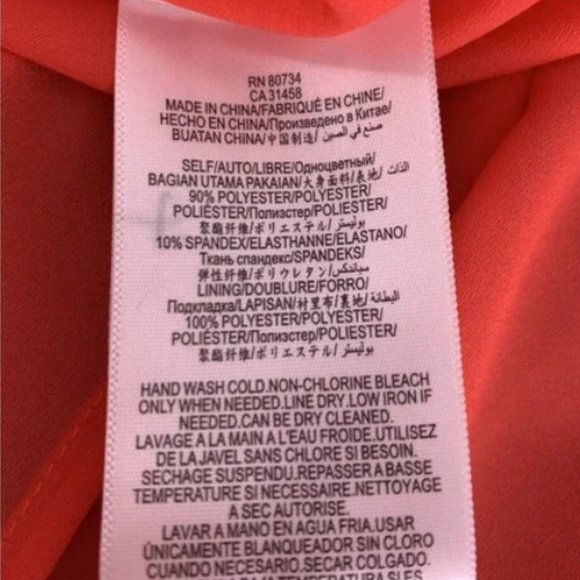 RN 80734
CA 31458
MADE IN CHINA/FABRIQUÉ EN CHINE/
HECHO EN CHINA/Произведено в Китае/
BUATAN CHINA/中国制造/ صنع في الصين/
SELF/AUTO/LIBRE/Одноцветный/
BAGIAN UTAMA PAKAIAN/大身面料/表地/ الذات/
90% POLYESTER/POLYESTER/
POLIÉSTER/Полиэстер/POLIESTER/
聚酯纤维/ポリエステル/ بوليستر/
10% SPANDEX/ELASTHANNE/ELASTANO/
Ткань спандекс/SPANDEKS/
弹性纤维/ポリウレタン/ سباندكس/
LINING/DOUBLURE/FORRO/
Подкладка/LAPISAN/衬里布/裏地/ البطانة/
100% POLYESTER/POLYESTER/
POLIÉSTER/Полиэстер/POLIESTER/
聚酯纤维/ポリエステル/ بوليستر/
HAND WASH COLD.NON-CHLORINE BLEACH
ONLY WHEN NEEDED.LINE DRY.LOW IRON IF
NEEDED.CAN BE DRY CLEANED.
LAVAGE A LA MAIN A L'EAU FROIDE.UTILISEZ
DE LA JAVEL SANS CHLORE SI BESOIN.
SECHAGE SUSPENDU.REPASSER A BASSE
TEMPERATURE SI NECESSAIRE.NETTOYAGE
A SEC AUTORISE.
LAVAR A MANO EN AGUA FRIA.USAR
ÚNICAMENTE BLANQUEADOR SIN CLORO
CUANDO NECESARIO.SECAR COLGADO.